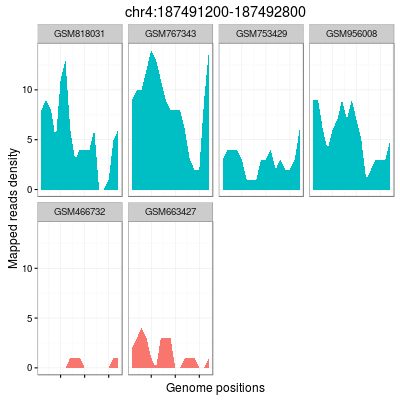 chr4:187491200-187492800
GSM818031 GSM767343 GSM753429 GSM956008
10
5
0
GSM466732 GSM663427
10
5
0
Mapped reads density
Genome positions